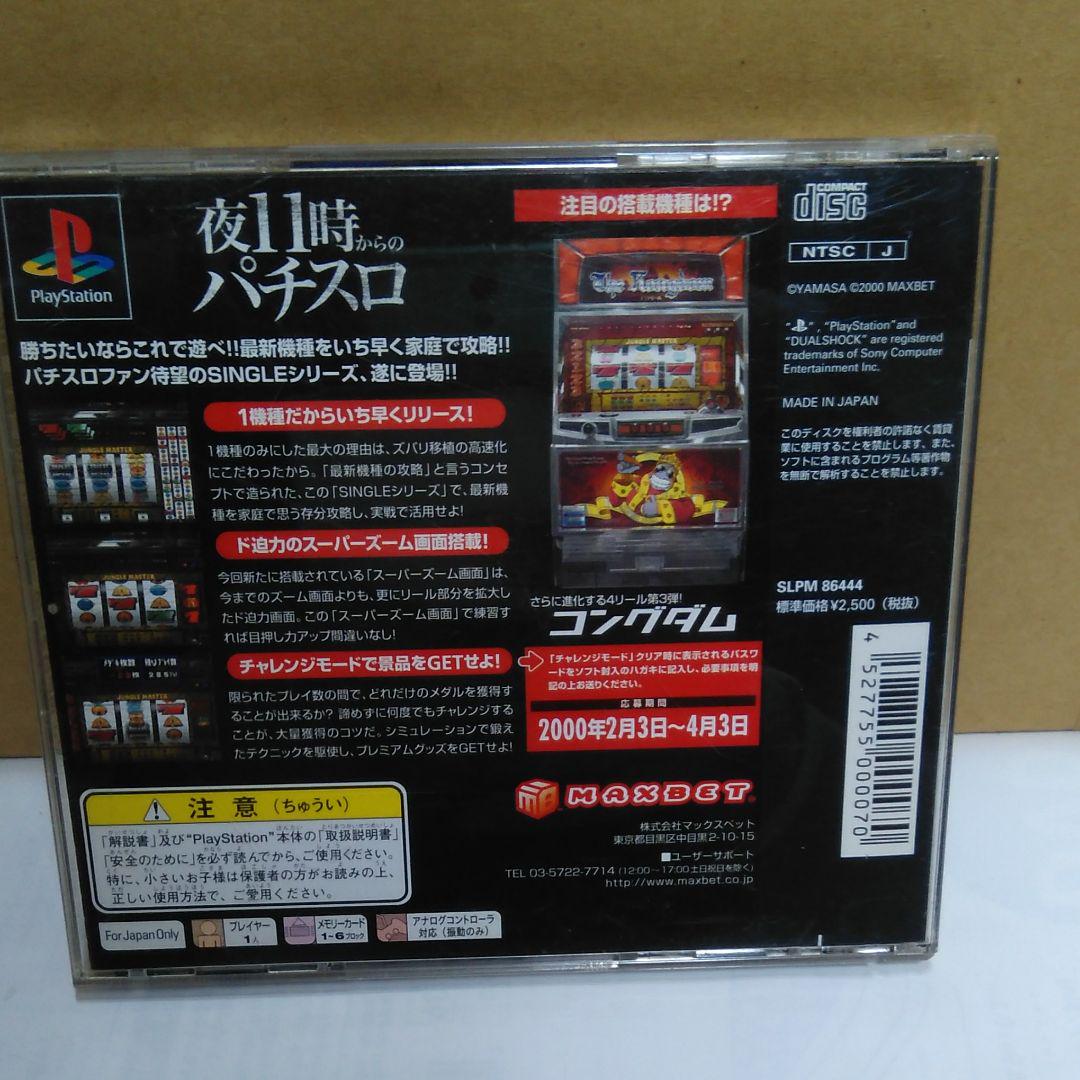 PlayStation
夜11時からの
パチスロ
勝ちたいならこれで遊べ!!最新機種をいち早く家庭で攻略!!
パチスロファン待望のSINGLEシリーズ、遂に登場!!
1機種だからいち早くリリース!
1機種のみにした最大の理由は、ズバリ移植の高速化
にこだわったから。「最新機種の攻略」と言うコンセ
プトで造られた、この「SINGLEシリーズ」で、最新機
種を家庭で思う存分攻略し、実戦で活用せよ!
ド迫力のスーパーズーム画面搭載!
今回新たに搭載されている「スーパーズーム画面」は、
今までのズーム画面よりも、更にリール部分を拡大し
たド迫力画面。この「スーパーズーム画面」で練習す
れば目押し力アップ間違いなし!
チャレンジモードで景品をGETせよ!
限られたプレイ数の間で、どれだけのメダルを獲得す
ることが出来るか? 諦めずに何度でもチャレンジする
ことが、大量獲得のコツだ。シミュレーションで鍛え
たテクニックを駆使し、プレミアムグッズをGETせよ!
JUNGLE MASTER
JUNGLE MASTER
JUNGLE MASTER
注目の搭載機種は!?
The Kongdom
JUNGLE MASTER
さらに進化する4リール第3弾!
コングダム
「チャレンジモード」クリア時に表示されるパスワ
ードをソフト封入のハガキに記入し、必要事項を明
記の上お送りください。
応募期間
2000年2月3日〜4月3日
MAXBET
株式会社マックスベット
東京都目黒区中目黒2-10-15
■ユーザーサポート
TEL 03-5722-7714 (12:00〜17:00土日祝日を除く)
http://www.maxbet.co.jp
COMPACT
disc
NTSC J
©YAMASA ©2000 MAXBET
" ", "PlayStation" and
"DUALSHOCK" are registered
trademarks of Sony Computer
Entertainment Inc.
MADE IN JAPAN
このディスクを権利者の許諾なく賃貸
業に使用することを禁止します。また、
ソフトに含まれるプログラム等著作物
を無断で解析することを禁止します。
SLPM 86444
標準価格¥2,500(税抜)
4 527755 000070
注意(ちゅうい)
「解説書」及び"PlayStation"本体の「取扱説明書」
「安全のために」を必ず読んでから、ご使用ください。
特に、小さいお子様は保護者の方がお読みの上、
正しい使用方法で、ご愛用ください。
For Japan Only
プレイヤー
1人
メモリーカード
1〜6ブロック
アナログコントローラ
対応(振動のみ)